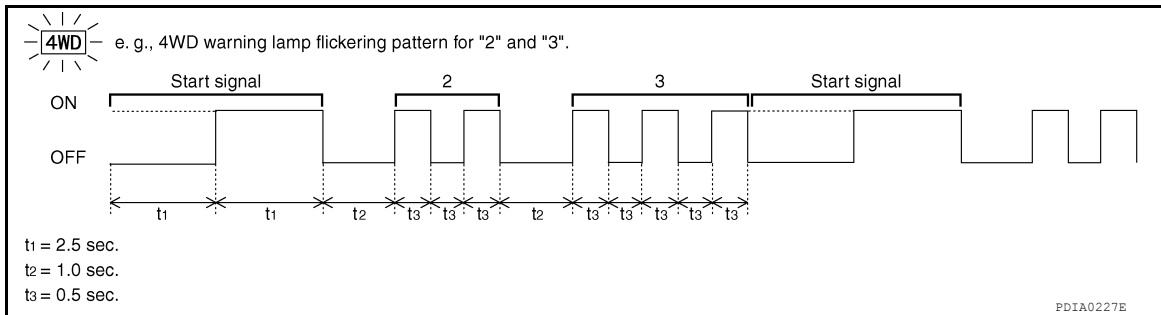 4WD e. g., 4WD warning lamp flickering pattern for "2" and "3".
Start signal 2 3 Start signal
ON
OFF
t1 t1 t2 t3 t3 t3 t2 t3 t3 t3 t3 t3
t1 = 2.5 sec.
t2 = 1.0 sec.
t3 = 0.5 sec.
PDIA0227E